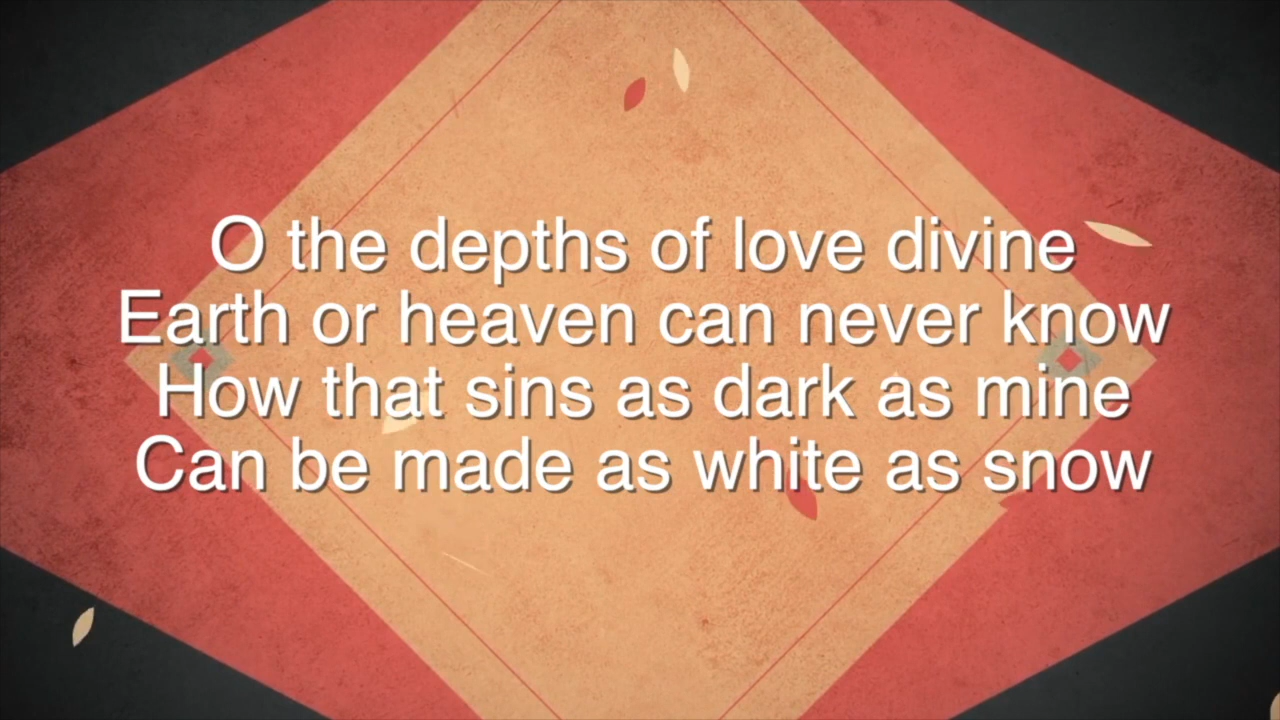 O the depths of love divine
Earth or heaven can never know
How that sins as dark as mine
Can be made as white as snow